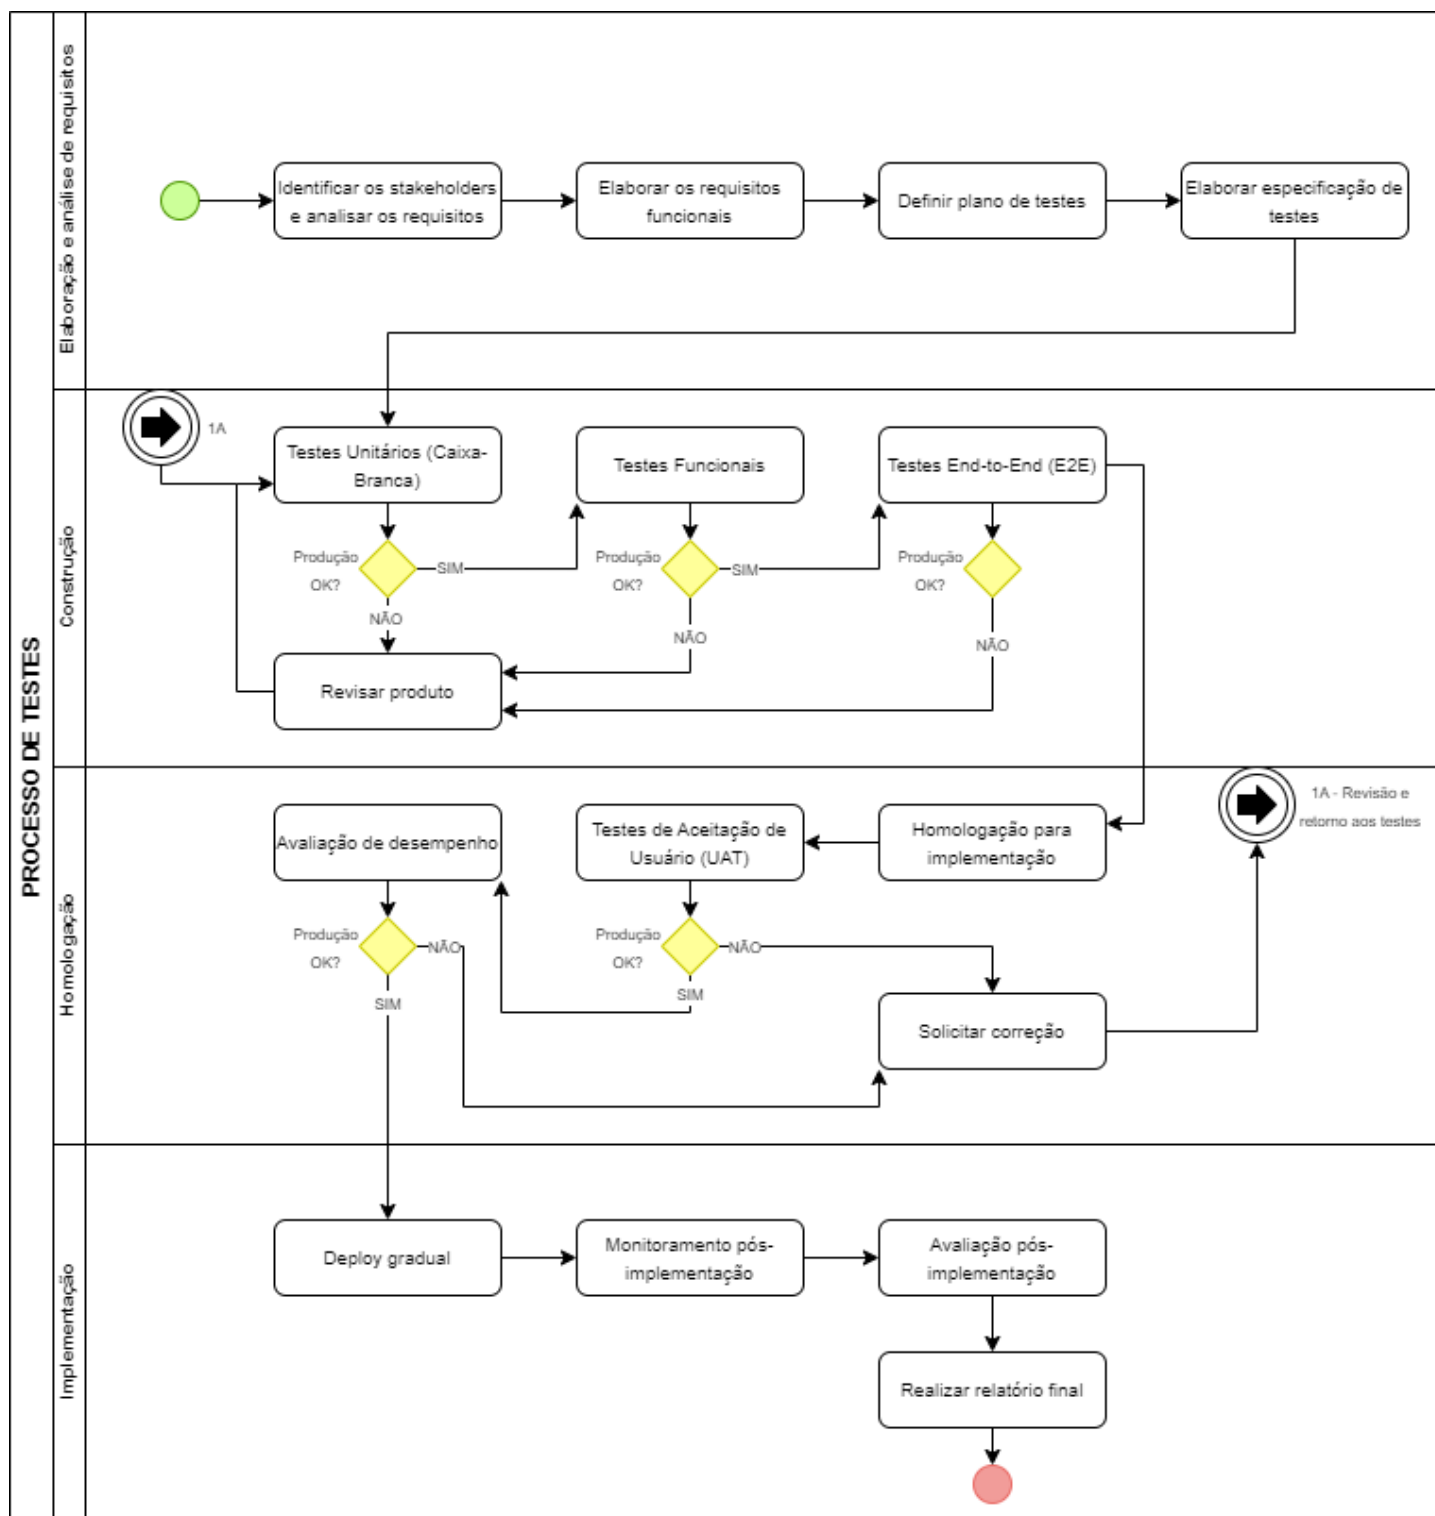 PROCESSO DE TESTES
Elaboração e análise de requisitos
Identificar os stakeholders
e analisar os requisitos
Elaborar os requisitos
funcionais
Definir plano de testes
Elaborar especificação de
testes
Construção
1A
Testes Unitários (Caixa-
Branca)
Testes Funcionais
Testes End-to-End (E2E)
Produção
OK?
SIM
NÃO
Produção
OK?
SIM
NÃO
Produção
OK?
NÃO
Revisar produto
Homologação
Avaliação de desempenho
Testes de Aceitação de
Usuário (UAT)
Homologação para
implementação
1A - Revisão e
retorno aos testes
Produção
OK?
NÃO
SIM
Produção
OK?
NÃO
SIM
Solicitar correção
Implementação
Deploy gradual
Monitoramento pós-
implementação
Avaliação pós-
implementação
Realizar relatório final